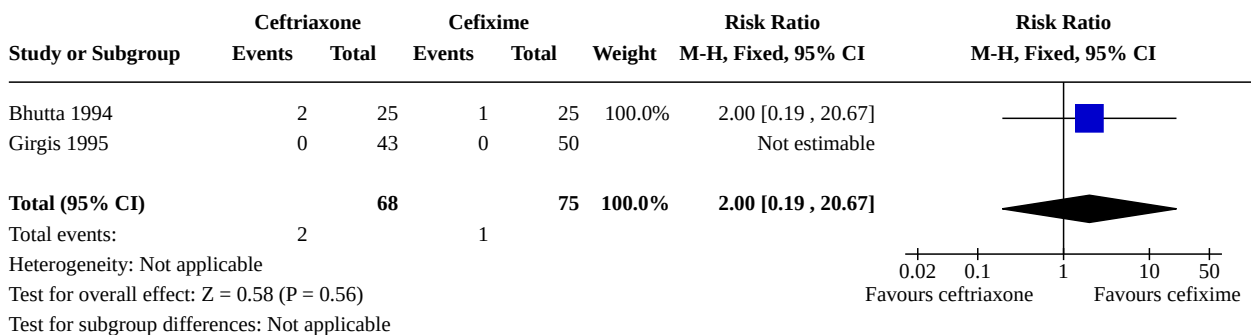 Ceftriaxone Cefixime Risk Ratio Risk Ratio
Study or Subgroup Events Total Events Total Weight M-H, Fixed, 95% CI M-H, Fixed, 95% CI
Bhutta 1994 2 25 1 25 100.0% 2.00 [0.19 , 20.67]
Girgis 1995 0 43 0 50 Not estimable
Total (95% CI) 68 75 100.0% 2.00 [0.19 , 20.67]
Total events: 2 1
Heterogeneity: Not applicable
0.02 0.1 1 10 50
Test for overall effect: Z = 0.58 (P = 0.56) Favours ceftriaxone Favours cefixime
Test for subgroup differences: Not applicable